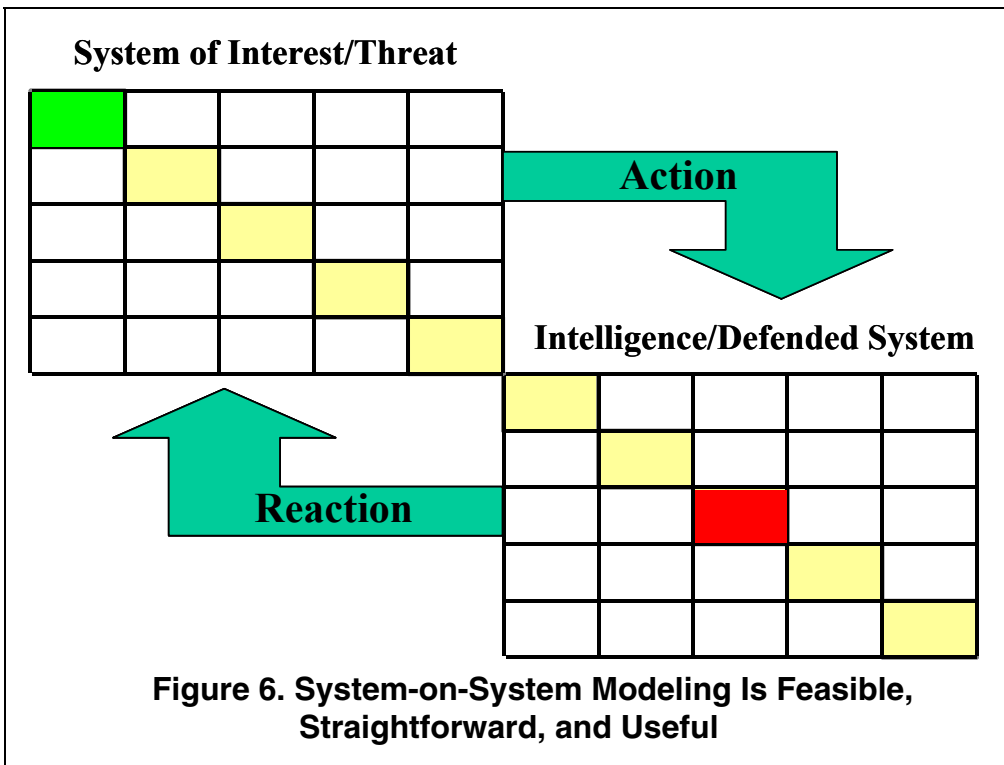 System of Interest/Threat
Action
Intelligence/Defended System
Reaction
Figure 6. System-on-System Modeling Is Feasible,
Straightforward, and Useful